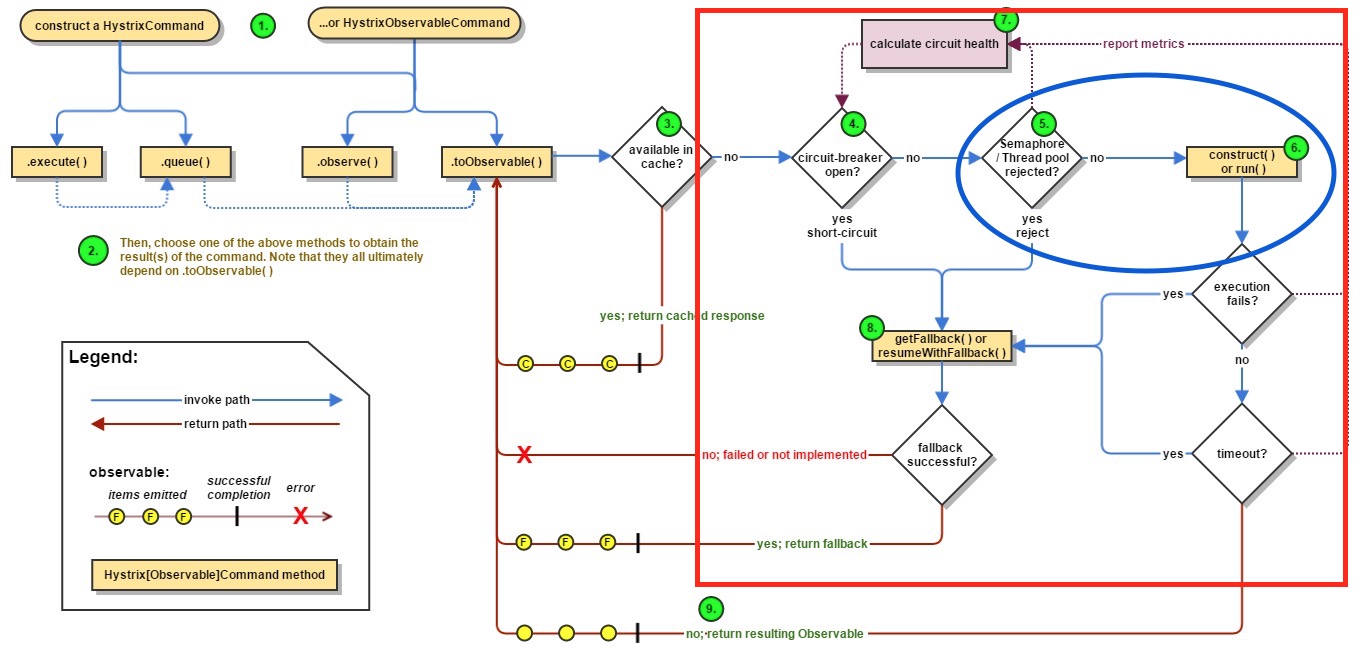 construct a HystrixCommand
1.
...or HystrixObservableCommand
7.
calculate circuit health
report metrics
.execute( )
.queue( )
.observe( )
.toObservable( )
3.
available in
cache?
no
4.
circuit-breaker
open?
no
5.
Semaphore
/ Thread pool
rejected?
no
6.
construct( )
or run( )
yes
short-circuit
yes
reject
2.
Then, choose one of the above methods to obtain the
result(s) of the command. Note that they all ultimately
depend on .toObservable( )
execution
fails?
yes
no
yes; return cached response
C C C
8.
getFallback( ) or
resumeWithFallback( )
Legend:
invoke path
return path
observable:
items emitted
successful
completion
error
F F F
X
Hystrix[Observable]Command method
X
no; failed or not implemented
fallback
successful?
yes
timeout?
F F F
yes; return fallback
9.
no; return resulting Observable